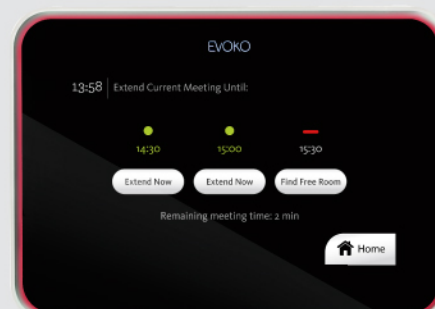 EVOKO
13:58 Extend Current Meeting Until:
14:30 15:00 15:30
Extend Now Extend Now Find Free Room
Remaining meeting time: 2 min
Home